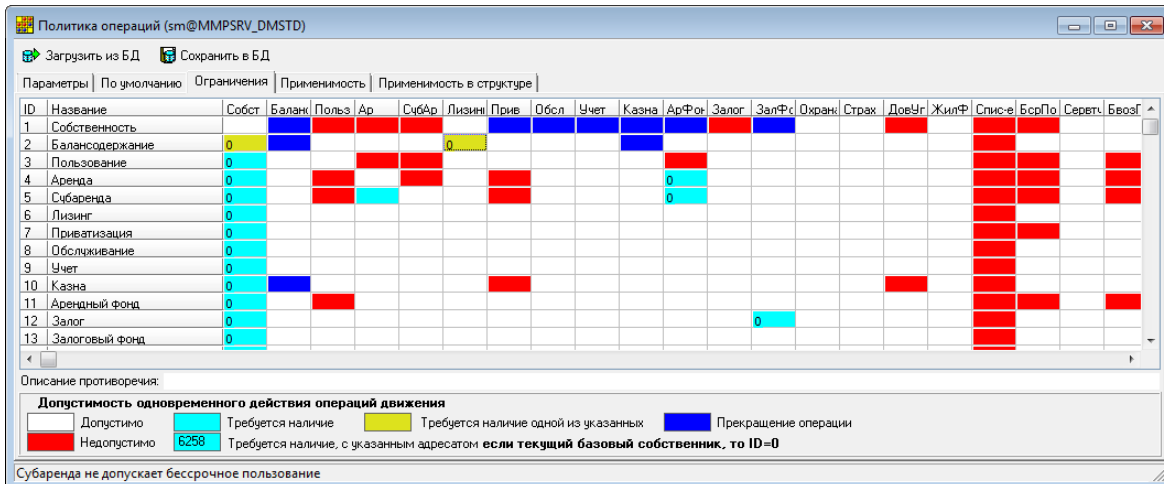 Политика операций (sm@MMPSRV_DMSTD)
Загрузить из БД Сохранить в БД
Параметры По умолчанию Ограничения Применимость Применимость в структуре
ID Название Собст Балан Польз Ар СубАр Лизинг Прив Обсл Учет Казна АрФон Залог ЗалФо Охран Страх ДовУг ЖилФ Спис-е БсрПо Сервту БвозГ
1 Собственность
2 Балансодержание 0 0
3 Пользование 0
4 Аренда 0 0
5 Субаренда 0 0
6 Лизинг 0
7 Приватизация 0
8 Обслуживание 0
9 Учет 0
10 Казна 0
11 Арендный фонд 0
12 Залог 0 0
13 Залоговый фонд 0
Описание противоречия:
Допустимость одновременного действия операций движения
Допустимо Требуется наличие Требуется наличие одной из указанных Прекращение операции
Недопустимо 6258 Требуется наличие, с указанным адресатом если текущий базовый собственник, то ID=0
Субаренда не допускает бессрочное пользование